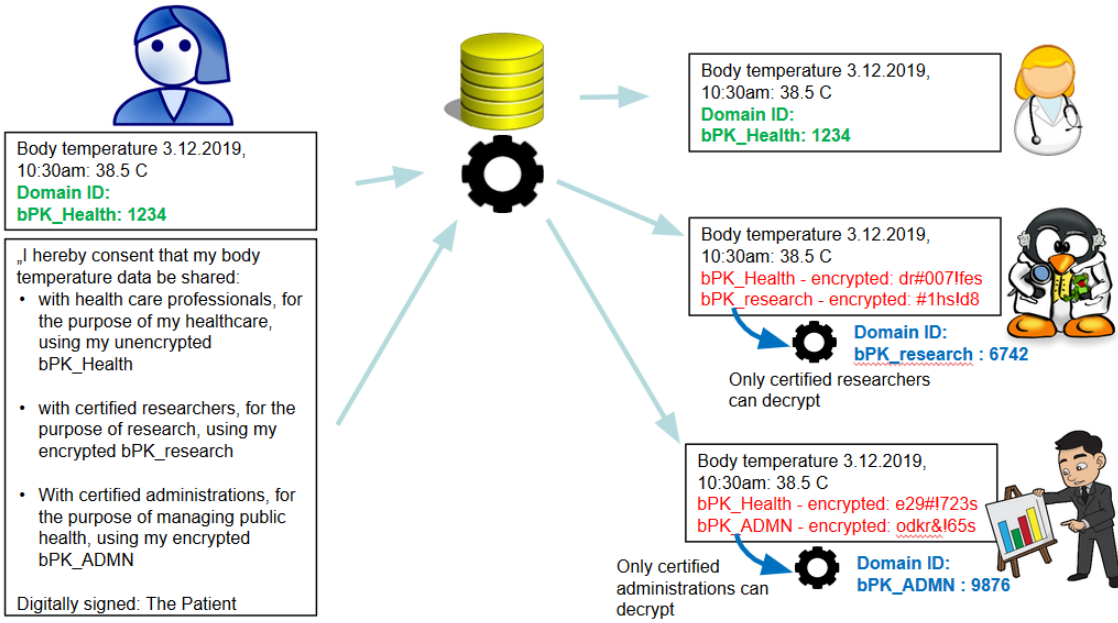 Body temperature 3.12.2019,
10:30am: 38.5 C
Domain ID:
bPK_Health: 1234
„I hereby consent that my body
temperature data be shared:
• with health care professionals, for
the purpose of my healthcare,
using my unencrypted
bPK_Health
• with certified researchers, for the
purpose of research, using my
encrypted bPK_research
• With certified administrations, for
the purpose of managing public
health, using my encrypted
bPK_ADMN
Digitally signed: The Patient
Body temperature 3.12.2019,
10:30am: 38.5 C
Domain ID:
bPK_Health: 1234
Body temperature 3.12.2019,
10:30am: 38.5 C
bPK_Health - encrypted: dr#007!fes
bPK_research - encrypted: #1hs!d8
Domain ID:
bPK_research : 6742
Only certified researchers
can decrypt
Body temperature 3.12.2019,
10:30am: 38.5 C
bPK_Health - encrypted: e29#!723s
bPK_ADMN - encrypted: odkr&!65s
Only certified
administrations can
decrypt
Domain ID:
bPK_ADMN : 9876